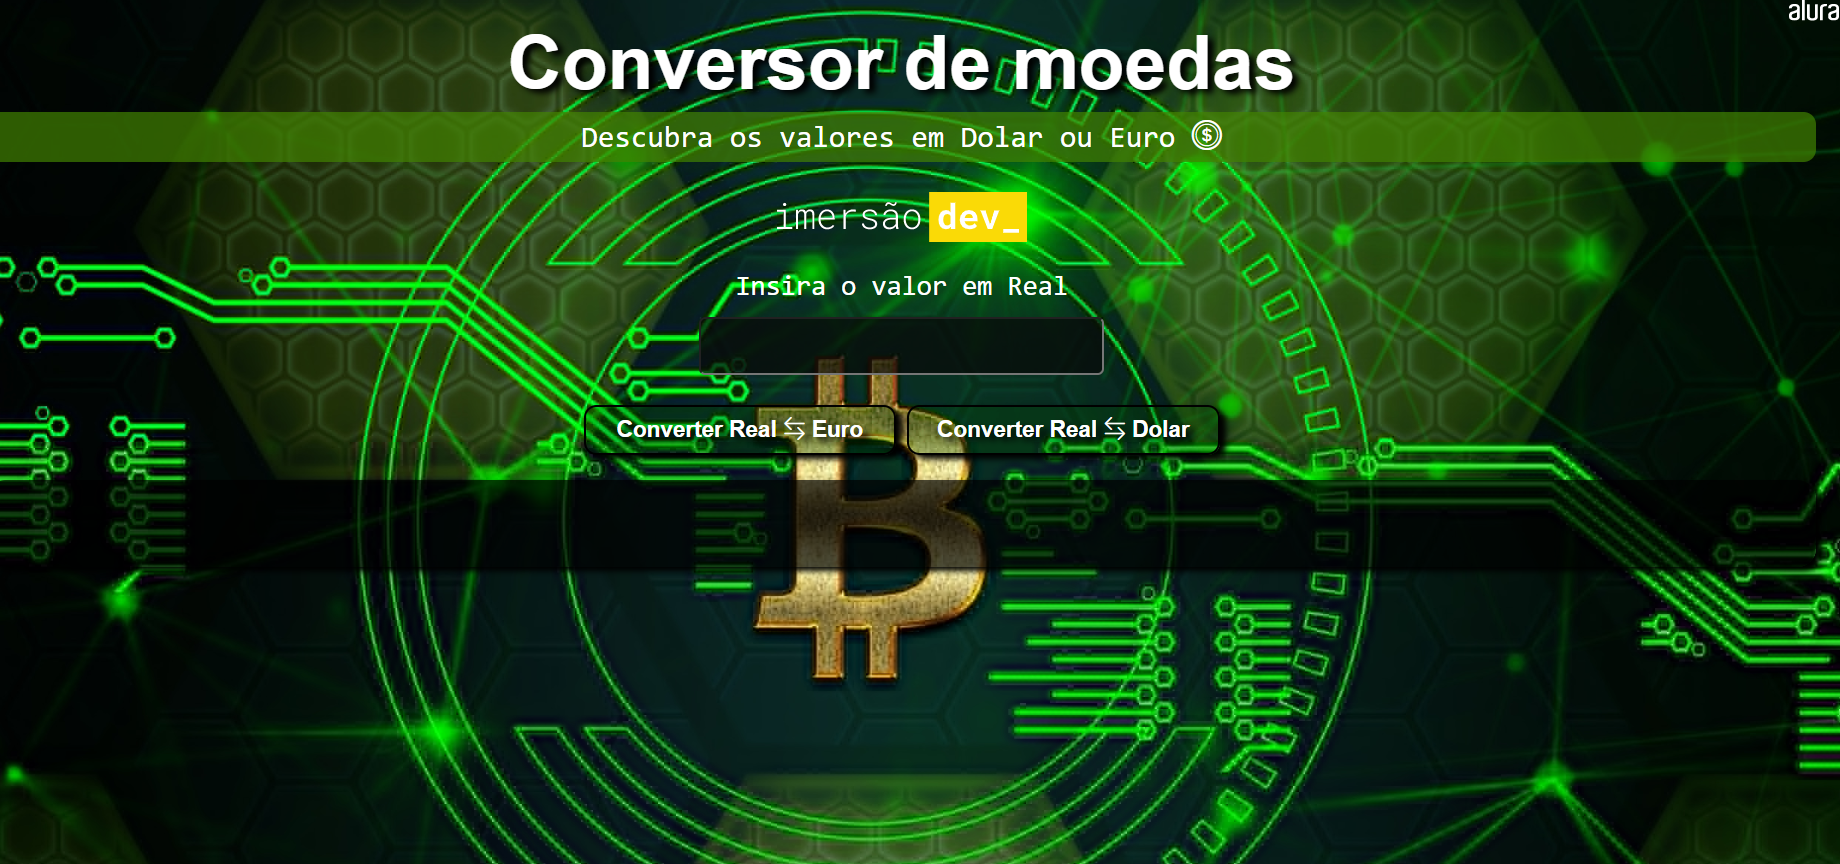 alura
Conversor de moedas
Descubra os valores em Dolar ou Euro
imersão dev_
Insira o valor em Real
Converter Real ⇆ Euro
Converter Real ⇆ Dolar